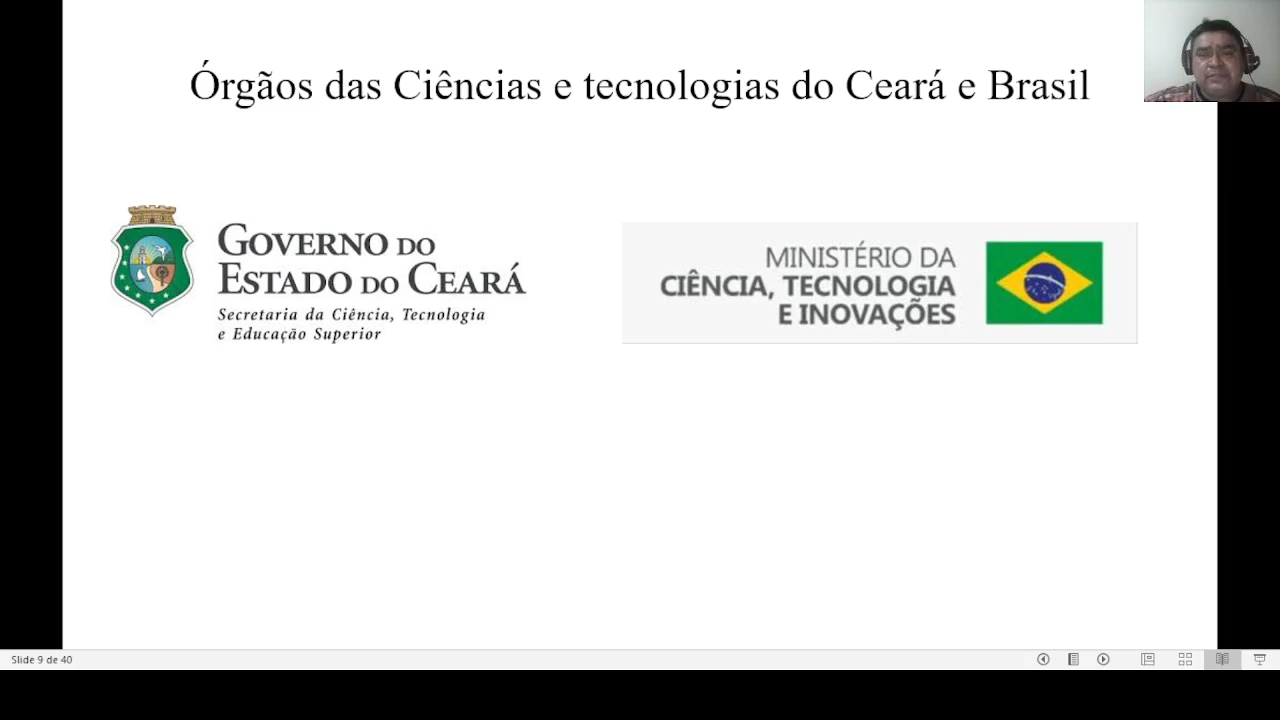 Órgãos das Ciências e tecnologias do Ceará e Brasil
GOVERNO DO
ESTADO DO CEARÁ
Secretaria da Ciência, Tecnologia
e Educação Superior
MINISTÉRIO DA
CIÊNCIA, TECNOLOGIA
E INOVAÇÕES
Slide 9 de 40